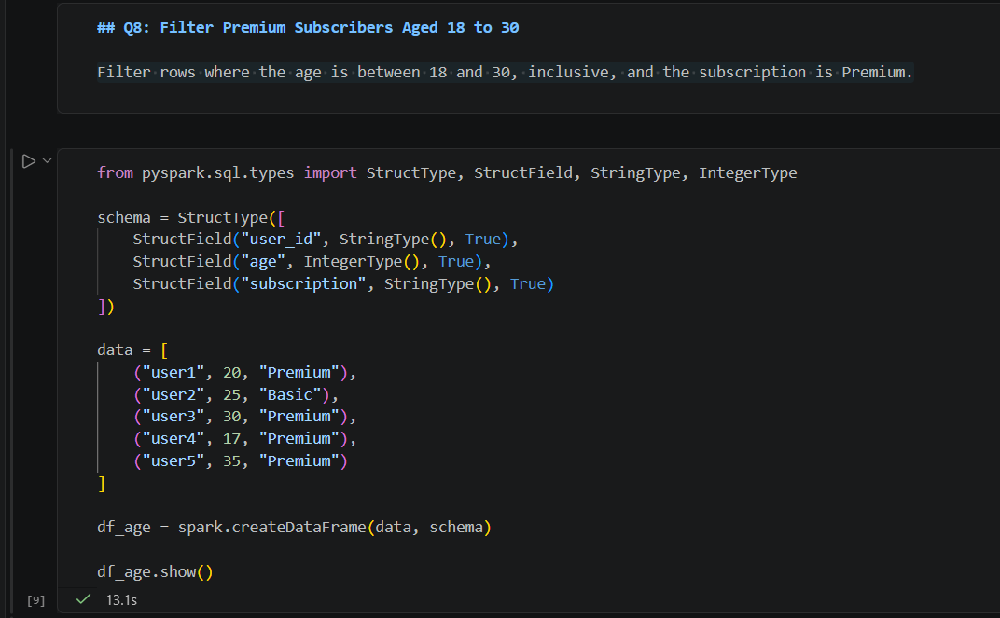 ## Q8: Filter Premium Subscribers Aged 18 to 30
Filter rows where the age is between 18 and 30, inclusive, and the subscription is Premium.
from pyspark.sql.types import StructType, StructField, StringType, IntegerType
schema = StructType([
    StructField("user_id", StringType(), True),
    StructField("age", IntegerType(), True),
    StructField("subscription", StringType(), True)
])
data = [
    ("user1", 20, "Premium"),
    ("user2", 25, "Basic"),
    ("user3", 30, "Premium"),
    ("user4", 17, "Premium"),
    ("user5", 35, "Premium")
]
df_age = spark.createDataFrame(data, schema)
df_age.show()
[9] 13.1s